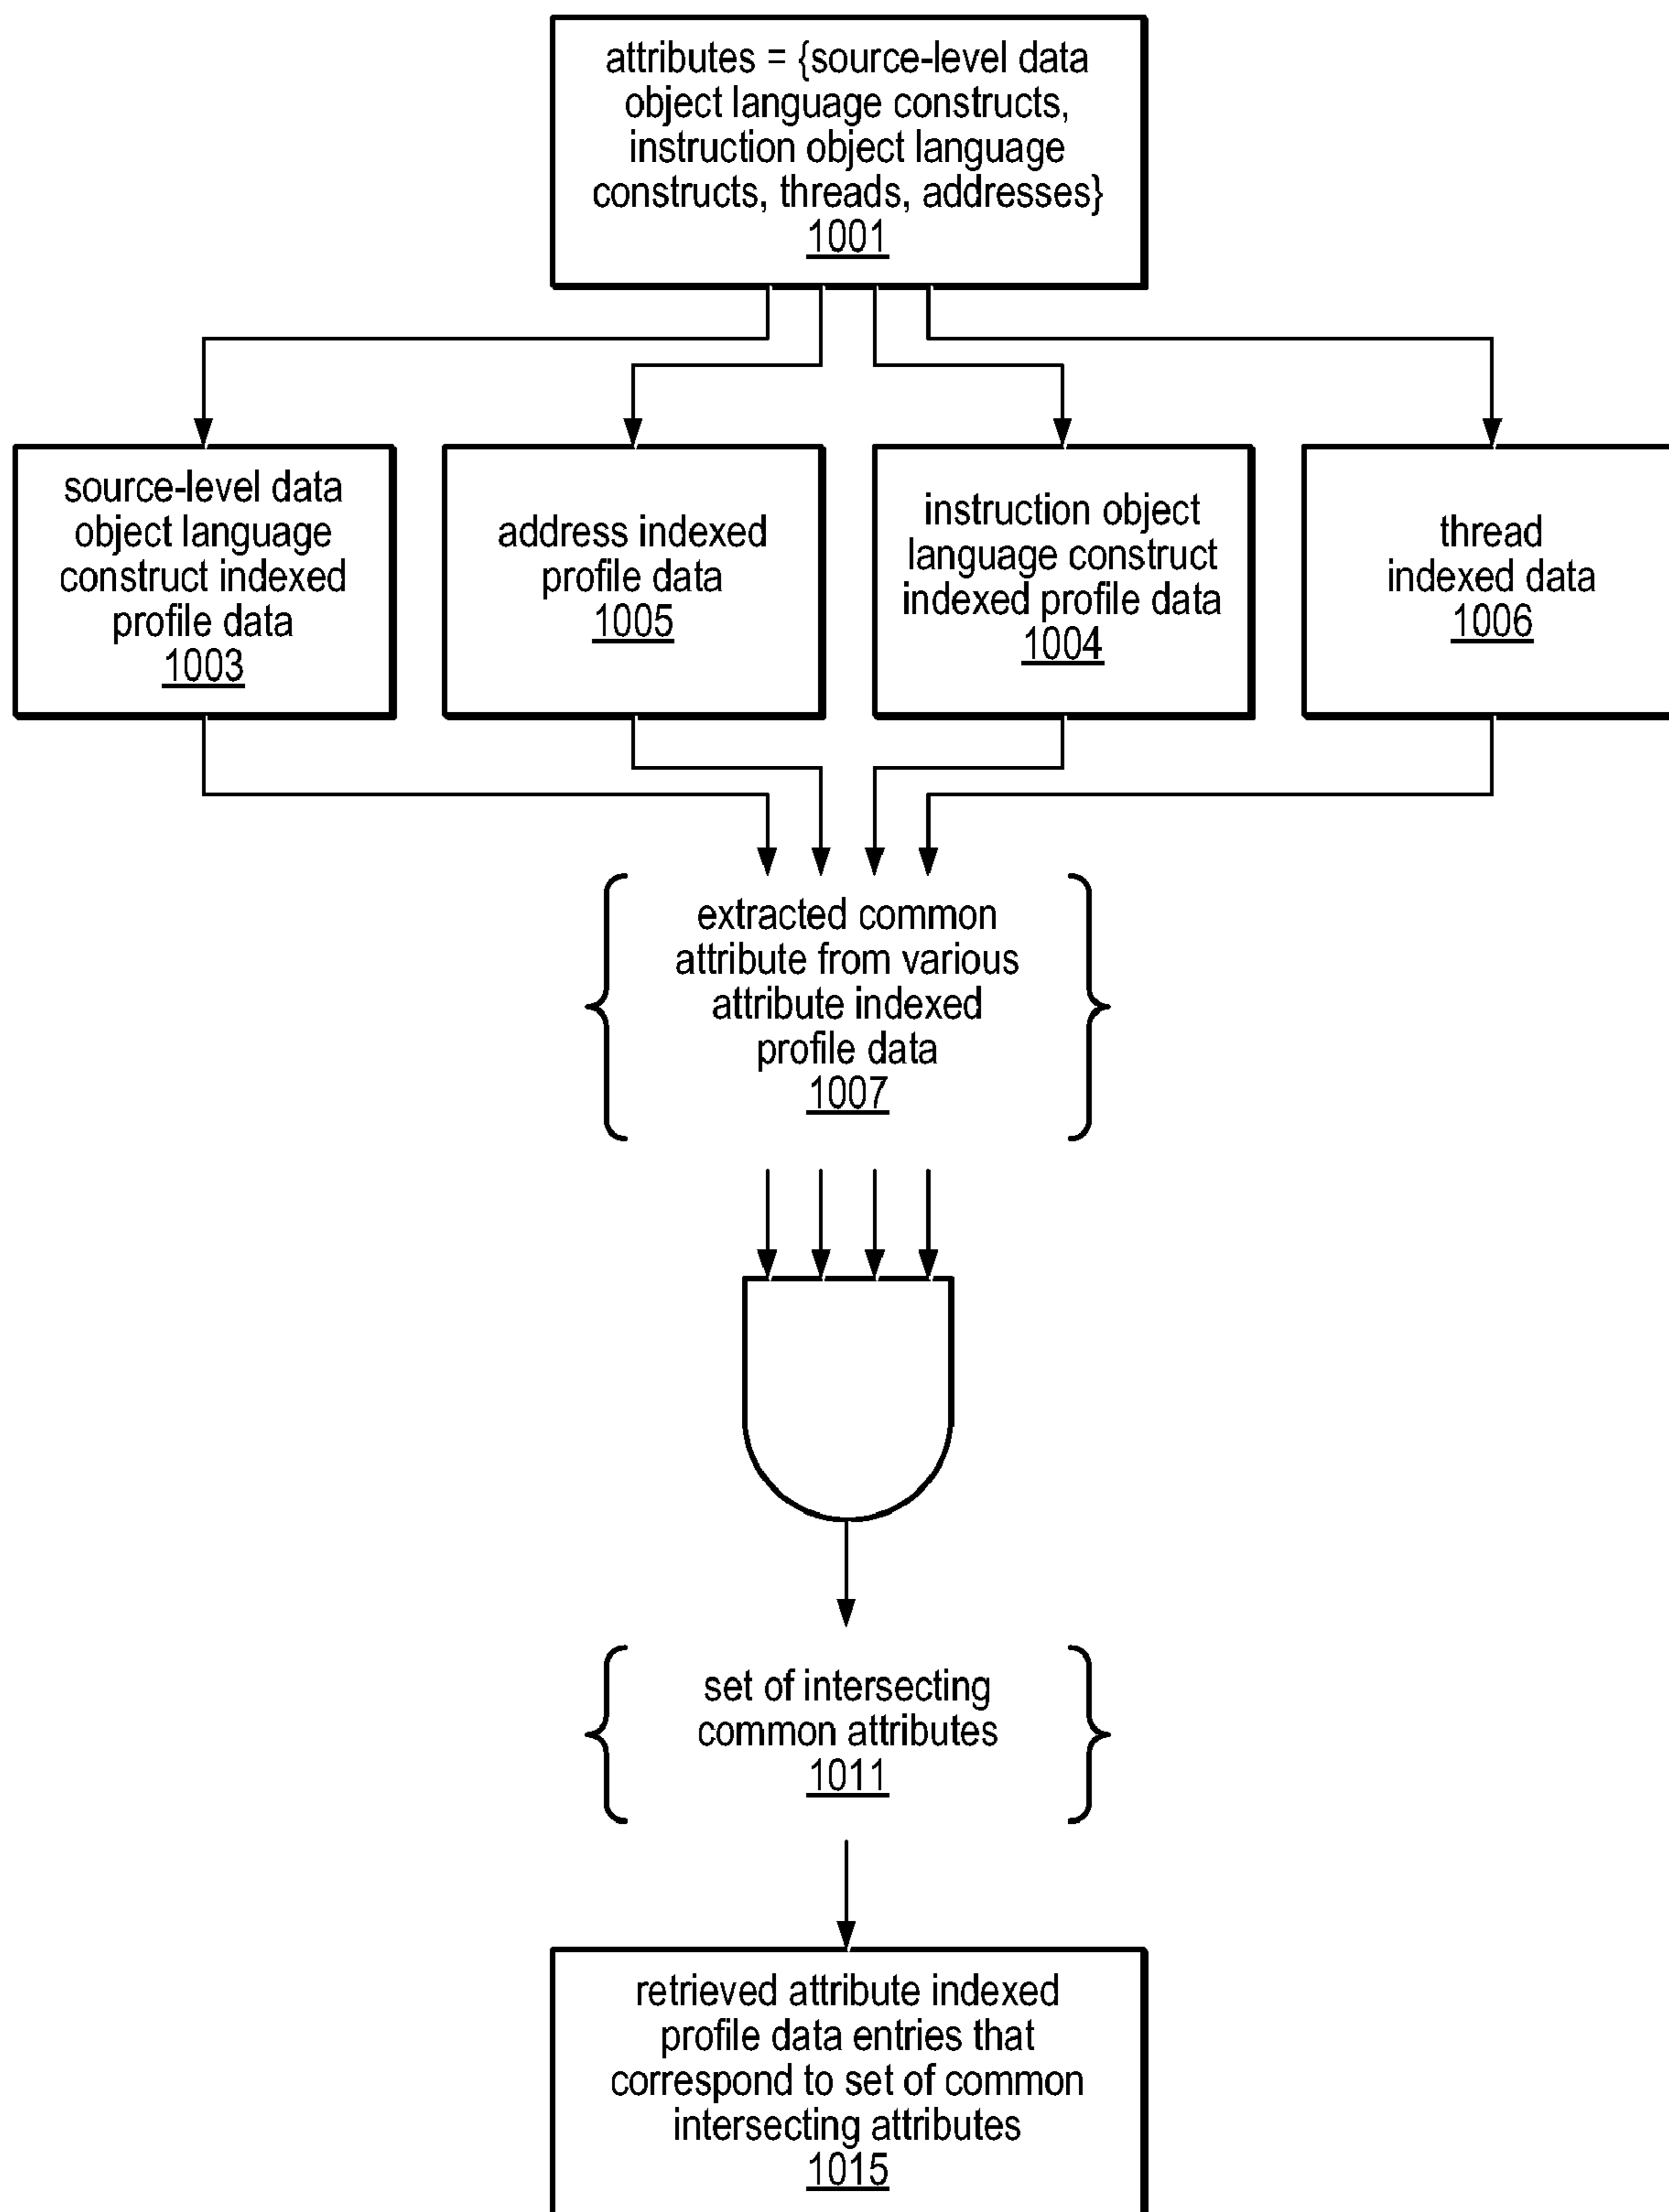 attributes = {source-level data
object language constructs,
instruction object language
constructs, threads, addresses}
1001
source-level data
object language
construct indexed
profile data
1003
address indexed
profile data
1005
instruction object
language construct
indexed profile data
1004
thread
indexed data
1006
extracted common
attribute from various
attribute indexed
profile data
1007
set of intersecting
common attributes
1011
retrieved attribute indexed
profile data entries that
correspond to set of common
intersecting attributes
1015